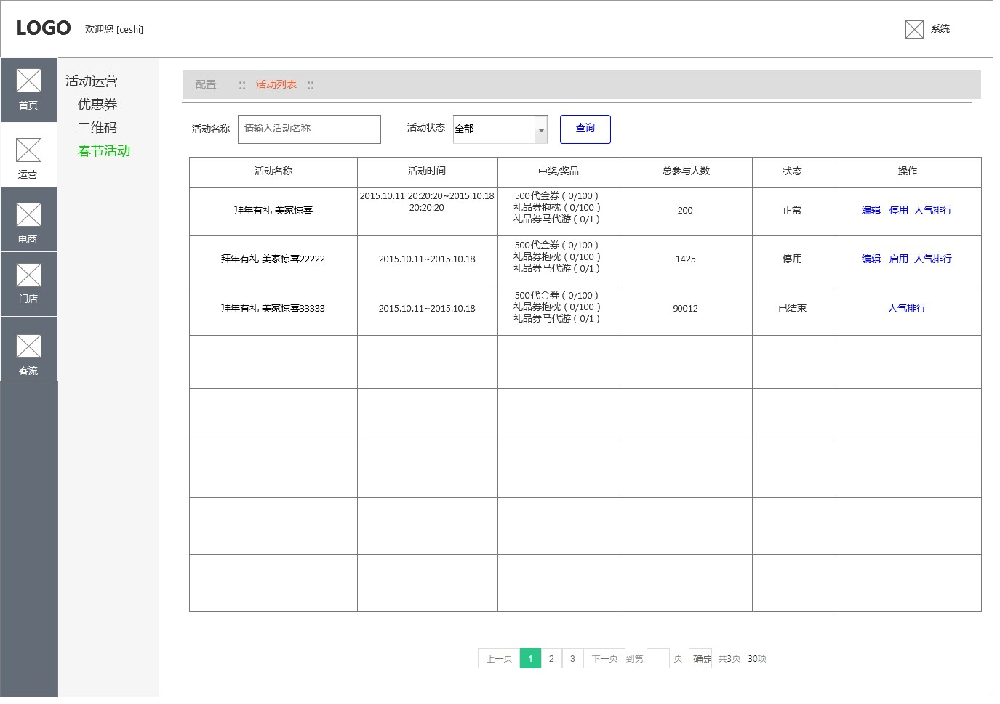 LOGO 欢迎您 [ceshi] 系统
首页
运营
电商
门店
客流
活动运营
优惠券
二维码
春节活动
配置 :: 活动列表 ::
活动名称 请输入活动名称 活动状态 全部 查询
活动名称 活动时间 中奖/奖品 总参与人数 状态 操作
拜年有礼 美家惊喜
2015.10.11 20:20:20~2015.10.18
20:20:20
500代金券（0/100）
礼品券抱枕（0/100）
礼品券马代游（0/1）
200
正常
编辑 停用 人气排行
拜年有礼 美家惊喜22222
2015.10.11~2015.10.18
500代金券（0/100）
礼品券抱枕（0/100）
礼品券马代游（0/1）
1425
停用
编辑 启用 人气排行
拜年有礼 美家惊喜33333
2015.10.11~2015.10.18
500代金券（0/100）
礼品券抱枕（0/100）
礼品券马代游（0/1）
90012
已结束
人气排行
上一页 1 2 3 下一页 到第 页 确定 共3页 30项